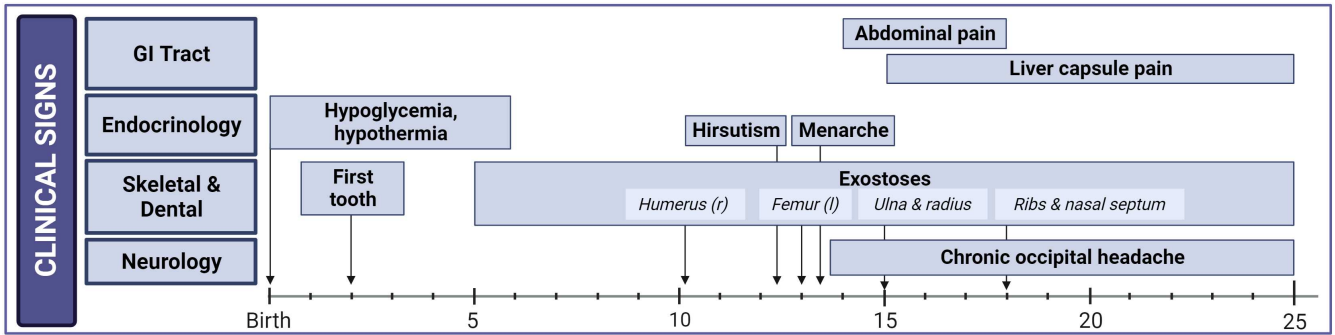 CLINICAL SIGNS
GI Tract
Abdominal pain
Liver capsule pain
Endocrinology
Hypoglycemia,
hypothermia
Hirsutism
Menarche
Skeletal &
Dental
First
tooth
Exostoses
Humerus (r)
Femur (l)
Ulna & radius
Ribs & nasal septum
Neurology
Chronic occipital headache
Birth 5 10 15 20 25